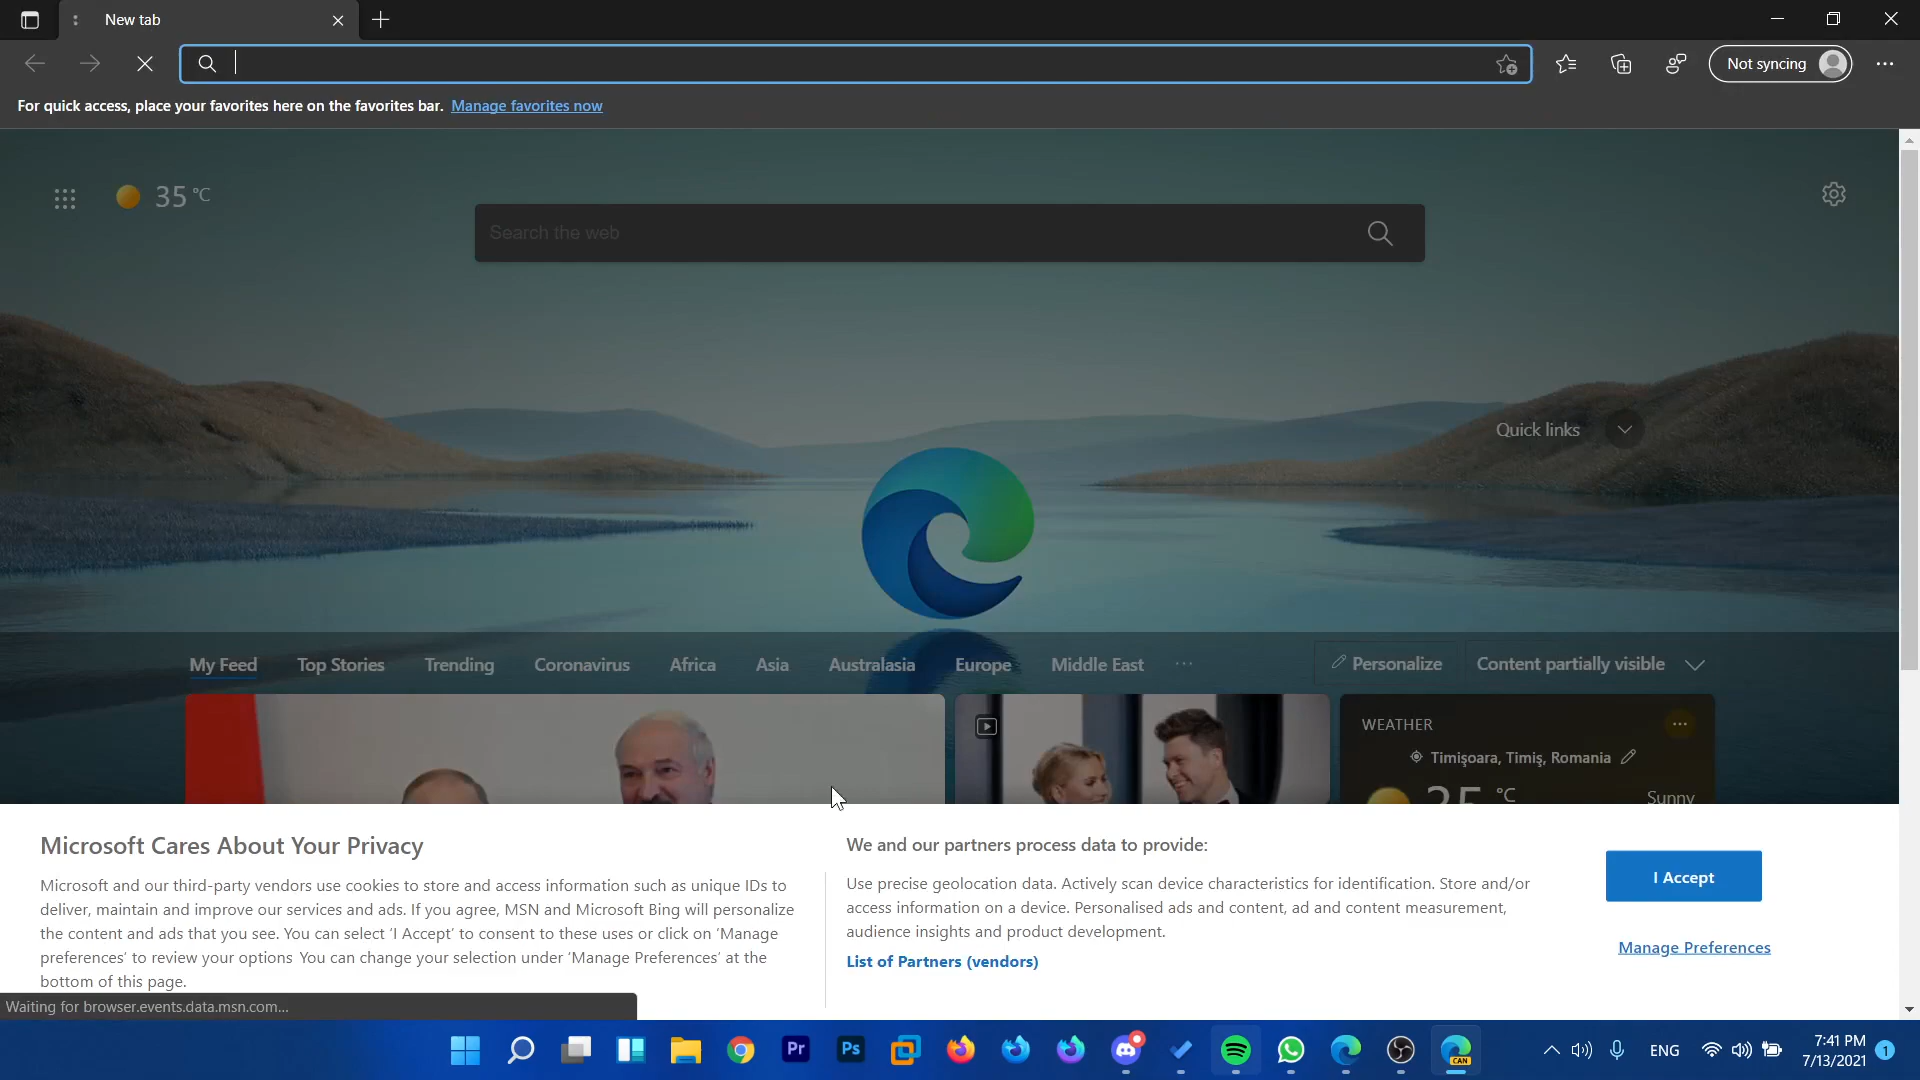 New tab
Not syncing
For quick access, place your favorites here on the favorites bar. Manage favorites now
35 °C
Search the web
Quick links
My Feed Top Stories Trending Coronavirus Africa Asia Australasia Europe Middle East ... Personalize Content partially visible
WEATHER
Timișoara, Timiș, Romania
°C Sunny
Microsoft Cares About Your Privacy
Microsoft and our third-party vendors use cookies to store and access information such as unique IDs to
deliver, maintain and improve our services and ads. If you agree, MSN and Microsoft Bing will personalize
the content and ads that you see. You can select ‘I Accept’ to consent to these uses or click on ‘Manage
preferences’ to review your options You can change your selection under ‘Manage Preferences’ at the
bottom of this page.
We and our partners process data to provide:
Use precise geolocation data. Actively scan device characteristics for identification. Store and/or
access information on a device. Personalised ads and content, ad and content measurement,
audience insights and product development.
List of Partners (vendors)
I Accept
Manage Preferences
Waiting for browser.events.data.msn.com...
Pr
Ps
CAN
ENG
7:41 PM
7/13/2021
1